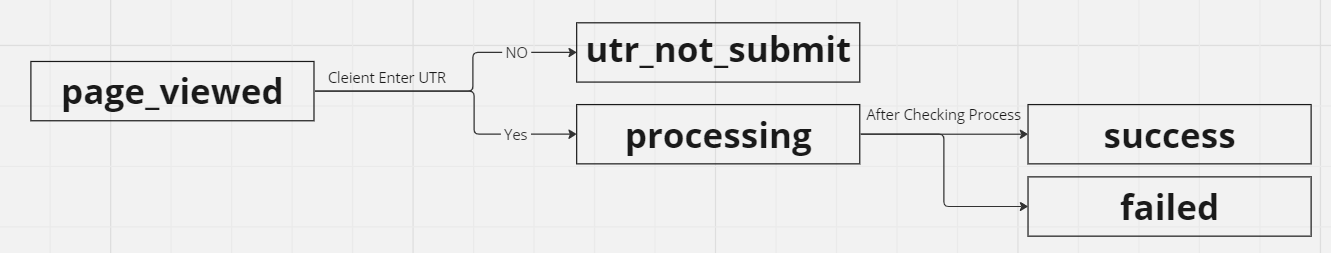 page_viewed
Cleient Enter UTR
NO
utr_not_submit
Yes
processing
After Checking Process
success
failed